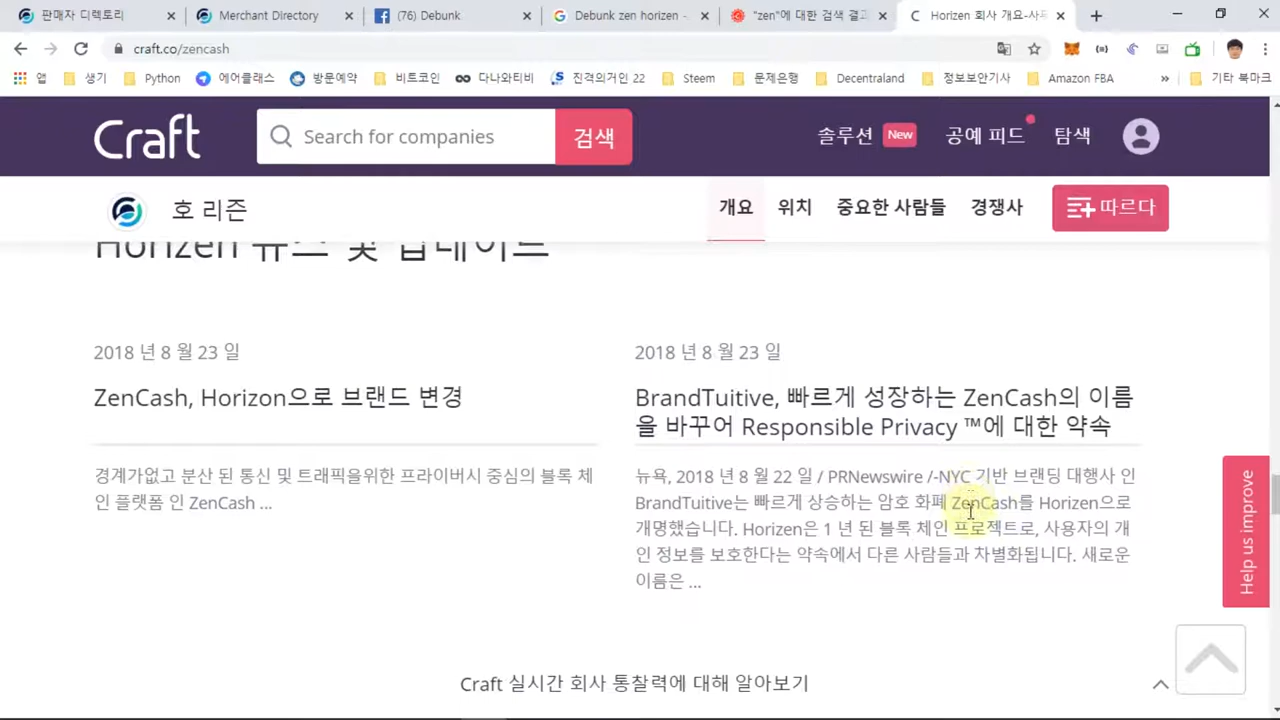 판매자 디렉토리
Merchant Directory
(76) Debunk
Debunk zen horizen -
"zen"에 대한 검색 결과
Horizen 회사 개요-사무
craft.co/zencash
앱
생기
Python
에어클래스
방문예약
비트코인
다나와티비
진격의거인 22
Steem
문제은행
Decentraland
정보보안기사
Amazon FBA
»
기타 북마크
Craft
Search for companies
검색
솔루션 New
공예 피드
탐색
호 리즌
개요
위치
중요한 사람들
경쟁사
따르다
Horizen 뉴스 및 업데이트
2018 년 8 월 23 일
ZenCash, Horizon으로 브랜드 변경
경계가없고 분산 된 통신 및 트래픽을위한 프라이버시 중심의 블록 체
인 플랫폼 인 ZenCash ...
2018 년 8 월 23 일
BrandTuitive, 빠르게 성장하는 ZenCash의 이름
을 바꾸어 Responsible Privacy ™에 대한 약속
뉴욕, 2018 년 8 월 22 일 / PRNewswire /-NYC 기반 브랜딩 대행사 인
BrandTuitive는 빠르게 상승하는 암호 화폐 ZenCash를 Horizen으로
개명했습니다. Horizen은 1 년 된 블록 체인 프로젝트로, 사용자의 개
인 정보를 보호한다는 약속에서 다른 사람들과 차별화됩니다. 새로운
이름은 ...
Help us improve
Craft 실시간 회사 통찰력에 대해 알아보기